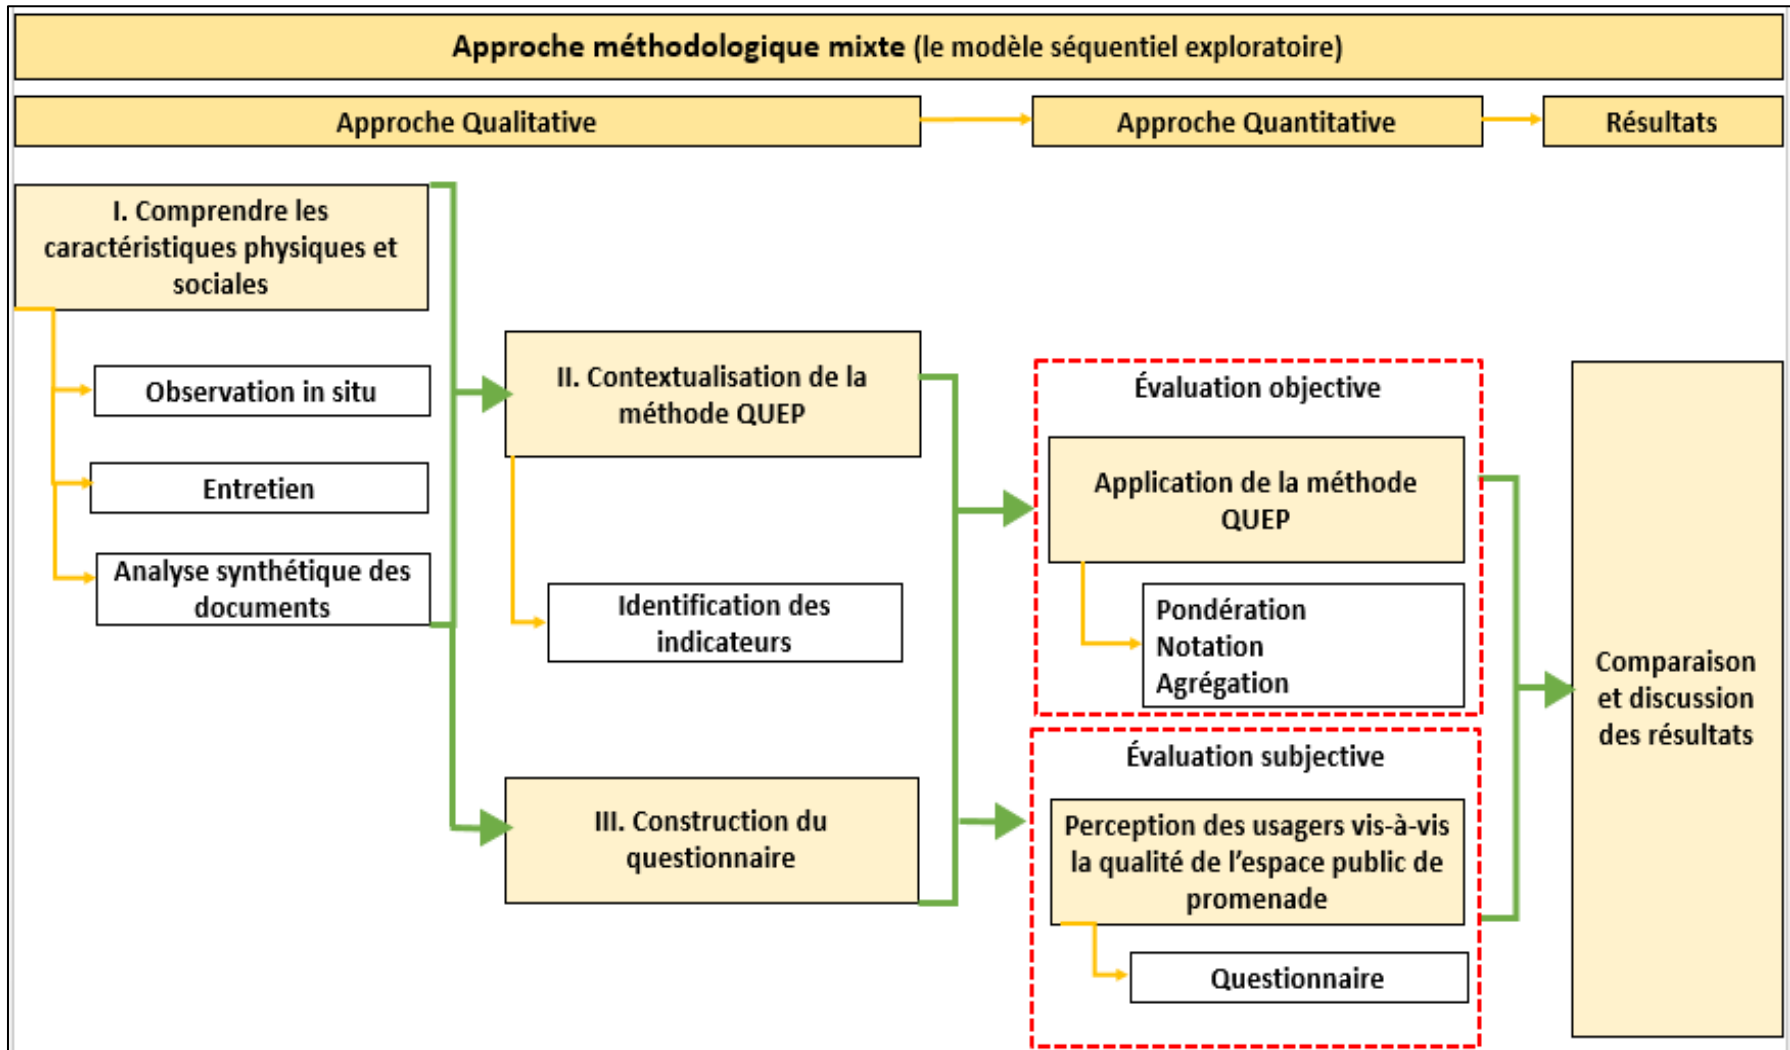 Approche méthodologique mixte (le modèle séquentiel exploratoire)
Approche Qualitative
Approche Quantitative
Résultats
I. Comprendre les
caractéristiques physiques et
sociales
Observation in situ
Entretien
Analyse synthétique des
documents
II. Contextualisation de la
méthode QUEP
Identification des
indicateurs
III. Construction du
questionnaire
Évaluation objective
Application de la méthode
QUEP
Pondération
Notation
Agrégation
Évaluation subjective
Perception des usagers vis-à-vis
la qualité de l’espace public de
promenade
Questionnaire
Comparaison
et discussion
des résultats